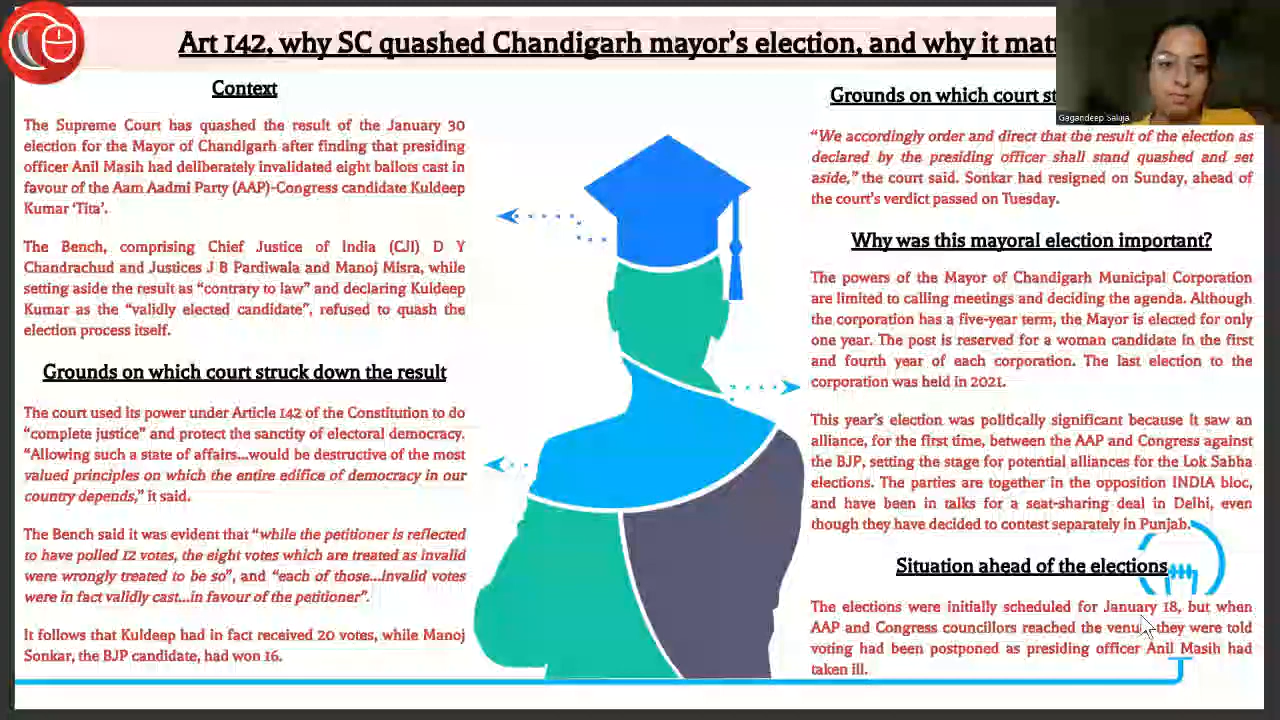 Art 142, why SC quashed Chandigarh mayor's election, and why it
Context
The Supreme Court has quashed the result of the January 30
election for the Mayor of Chandigarh after finding that presiding
officer Anil Masih had deliberately invalidated eight ballots cast in
favour of the Aam Aadmi Party (AAP)-Congress candidate Kuldeep
Kumar 'Tita'.
The Bench, comprising Chief Justice of India (CJI) D Y
Chandrachud and Justices J B Pardiwala and Manoj Misra, while
setting aside the result as "contrary to law" and declaring Kuldeep
Kumar as the "validly elected candidate", refused to quash the
election process itself.
Grounds on which court struck down the result
The court used its power under Article 142 of the Constitution to do
"complete justice" and protect the sanctity of electoral democracy.
"Allowing such a state of affairs...would be destructive of the most
valued principles on which the entire edifice of democracy in our
country depends," it said.
The Bench said it was evident that "while the petitioner is reflected
to have polled 12 votes, the eight votes which are treated as invalid
were wrongly treated to be so", and "each of those...invalid votes
were in fact validly cast...in favour of the petitioner".
It follows that Kuldeep had in fact received 20 votes, while Manoj
Sonkar, the BJP candidate, had won 16.
Grounds on which court
"We accordingly order and direct that the result of the election as
declared by the presiding officer shall stand quashed and set
aside," the court said. Sonkar had resigned on Sunday, ahead of
the court's verdict passed on Tuesday.
Why was this mayoral election important?
The powers of the Mayor of Chandigarh Municipal Corporation
are limited to calling meetings and deciding the agenda. Although
the corporation has a five-year term, the Mayor is elected for only
one year. The post is reserved for a woman candidate in the first
and fourth year of each corporation. The last election to the
corporation was held in 2021.
This year's election was politically significant because it saw an
alliance, for the first time, between the AAP and Congress against
the BJP, setting the stage for potential alliances for the Lok Sabha
elections. The parties are together in the opposition INDIA bloc,
and have been in talks for a seat-sharing deal in Delhi, even
though they have decided to contest separately in Punjab.
Situation ahead of the elections
The elections were initially scheduled for January 18, but when
AAP and Congress councillors reached the venu they were told
voting had been postponed as presiding officer Anil Masih had
taken ill.
Gagandeep Saluja